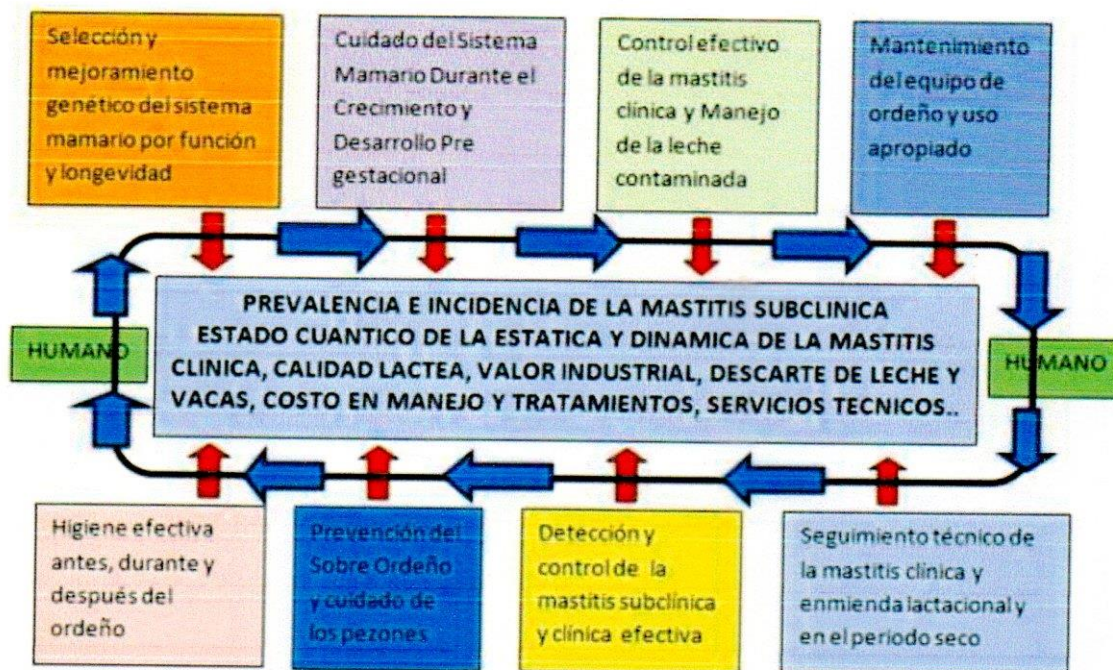 Selección y
mejoramiento
genético del sistema
mamario por función
y longevidad
Cuidado del Sistema
Mamario Durante el
Crecimiento y
Desarrollo Pre
gestacional
Control efectivo
de la mastitis
clínica y Manejo
de la leche
contaminada
Mantenimiento
del equipo de
ordeño y uso
apropiado
HUMANO
PREVALENCIA E INCIDENCIA DE LA MASTITIS SUBCLINICA
ESTADO CUANTICO DE LA ESTATICA Y DINAMICA DE LA MASTITIS
CLINICA, CALIDAD LACTEA, VALOR INDUSTRIAL, DESCARTE DE LECHE Y
VACAS, COSTO EN MANEJO Y TRATAMIENTOS, SERVICIOS TECNICOS..
HUMANO
Higiene efectiva
antes, durante y
después del
ordeño
Prevención del
Sobre Ordeño
y cuidado de
los pezones
Detección y
control de la
mastitis subclínica
y clínica efectiva
Seguimiento técnico de
la mastitis clínica y
enmienda lactacional y
en el periodo seco